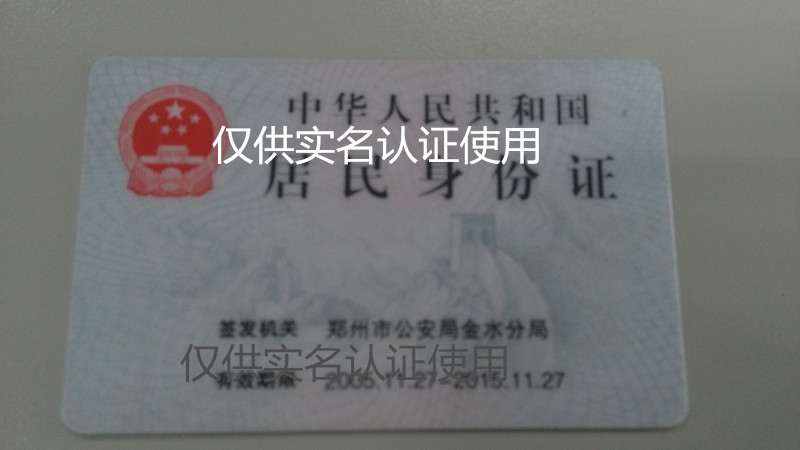 中华人民共和国
仅供实名认证使用
居民身份证
签发机关 郑州市公安局金水分局
仅供实名认证使用
有效期限 2005.11.27-2015.11.27